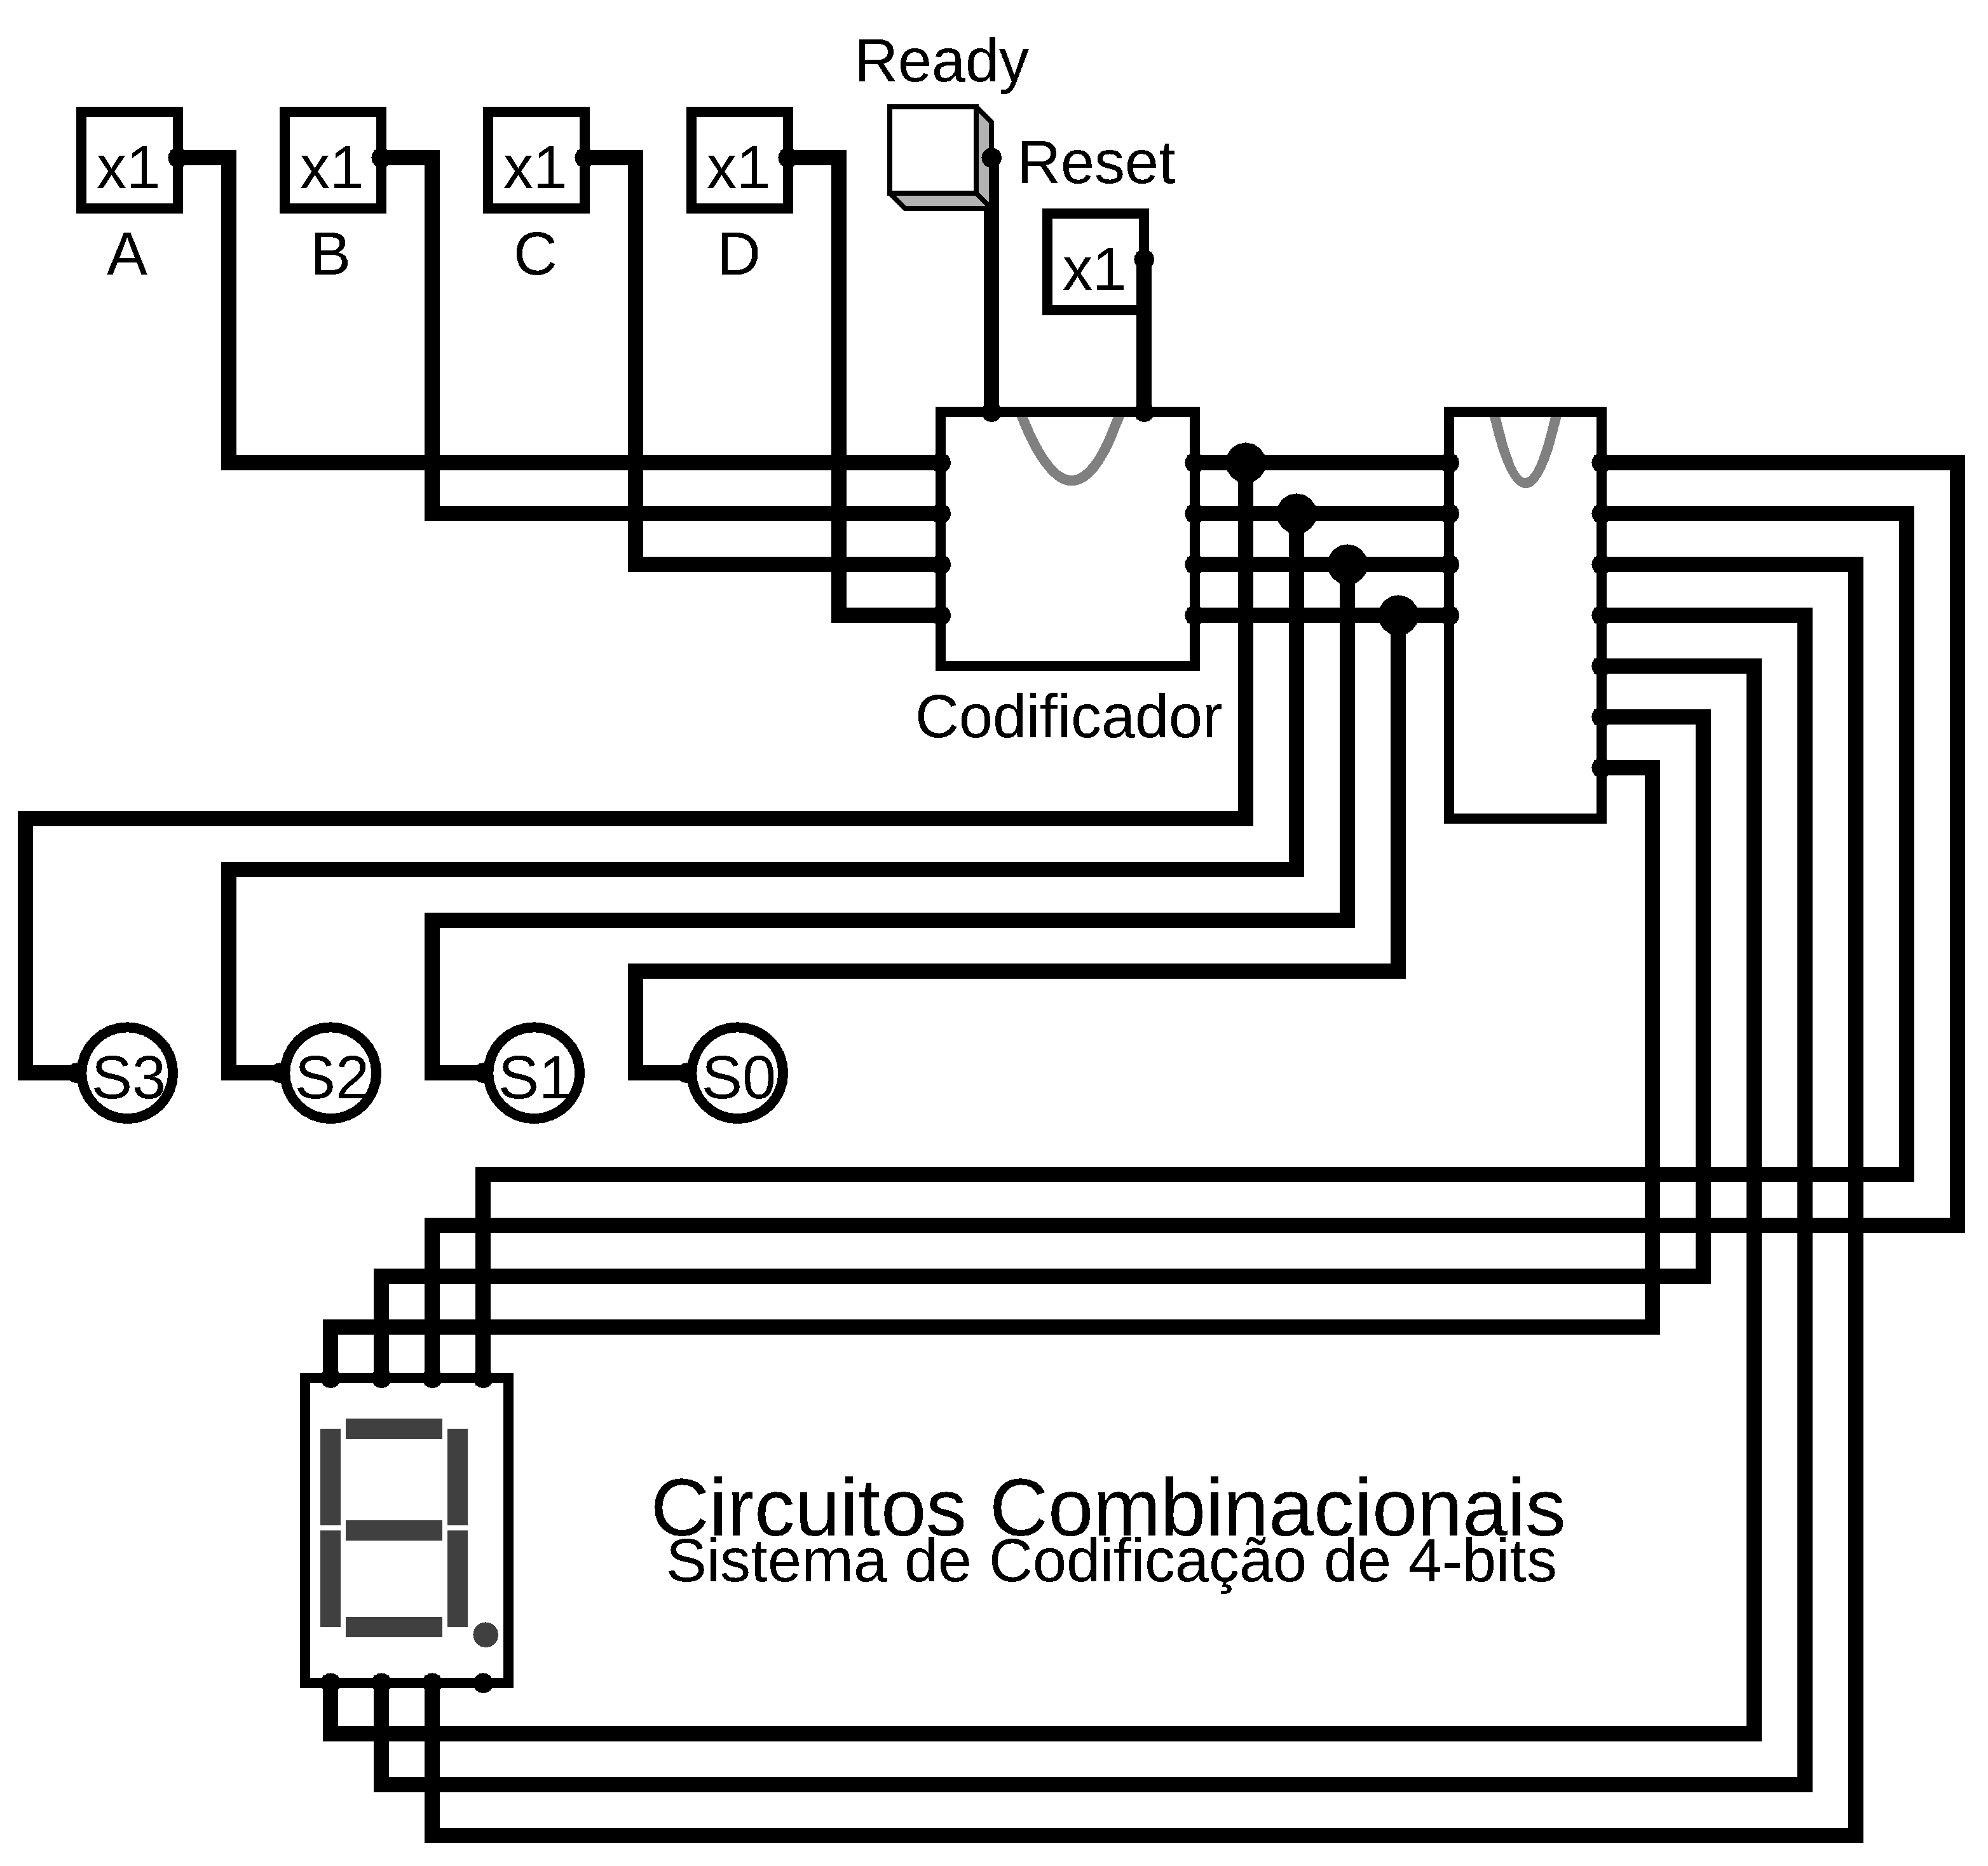 Ready
Reset
x1
x1
x1
x1
x1
A
B
C
D
Codificador
S3
S2
S1
S0
Circuitos Combinacionais
Sistema de Codificação de 4-bits